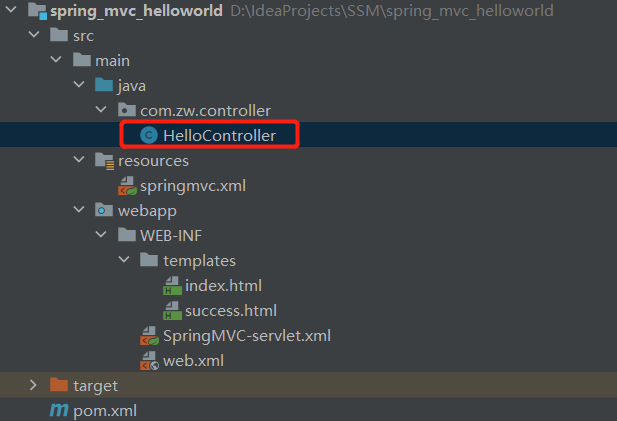 spring_mvc_helloworld D:\IdeaProjects\SSM\spring_mvc_helloworld
src
main
java
com.zw.controller
C HelloController
resources
springmvc.xml
webapp
WEB-INF
templates
H index.html
H success.html
SpringMVC-servlet.xml
web.xml
target
m pom.xml